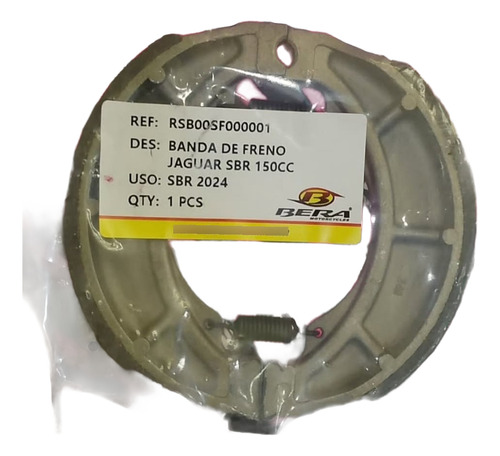 REF: RSB00SF000001
DES: BANDA DE FRENO
JAGUAR SBR 150CC
USO: SBR 2024
QTY: 1 PCS
B
BERA
MOTORCYCLES